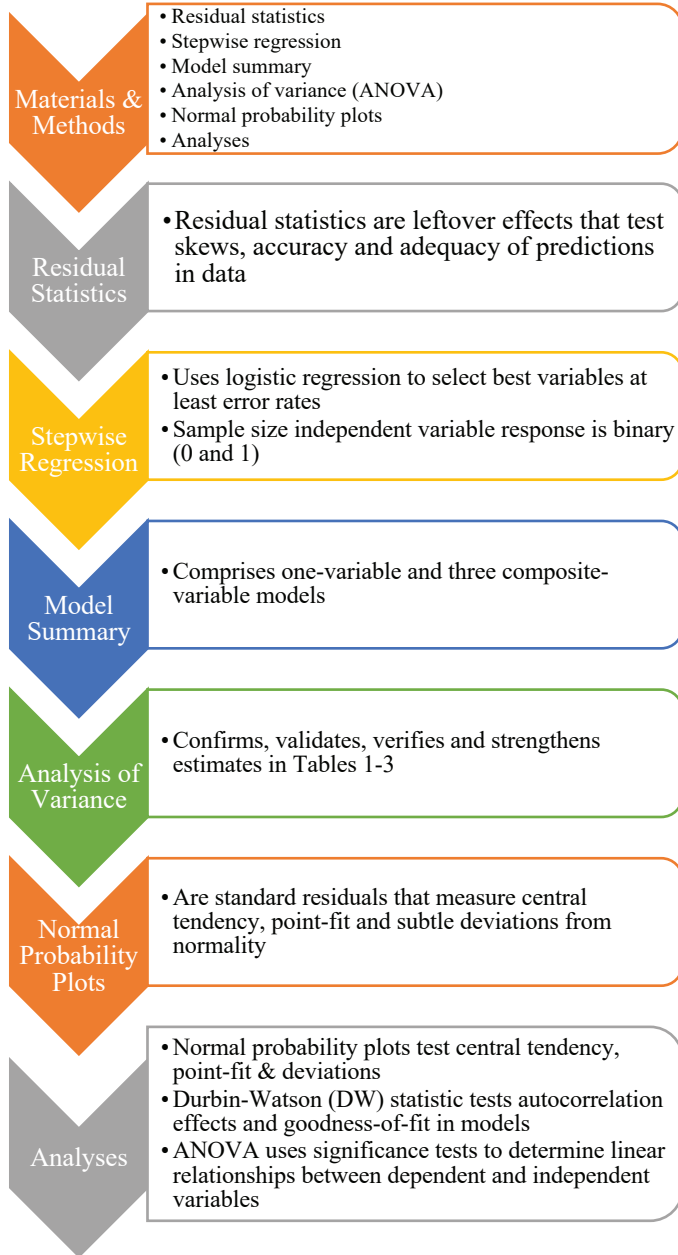 Materials &
Methods
• Residual statistics
• Stepwise regression
• Model summary
• Analysis of variance (ANOVA)
• Normal probability plots
• Analyses
Residual
Statistics
• Residual statistics are leftover effects that test
skews, accuracy and adequacy of predictions
in data
Stepwise
Regression
• Uses logistic regression to select best variables at
least error rates
• Sample size independent variable response is binary
(0 and 1)
Model
Summary
• Comprises one-variable and three composite-
variable models
Analysis of
Variance
• Confirms, validates, verifies and strengthens
estimates in Tables 1-3
Normal
Probability
Plots
• Are standard residuals that measure central
tendency, point-fit and subtle deviations from
normality
Analyses
• Normal probability plots test central tendency,
point-fit & deviations
• Durbin-Watson (DW) statistic tests autocorrelation
effects and goodness-of-fit in models
• ANOVA uses significance tests to determine linear
relationships between dependent and independent
variables